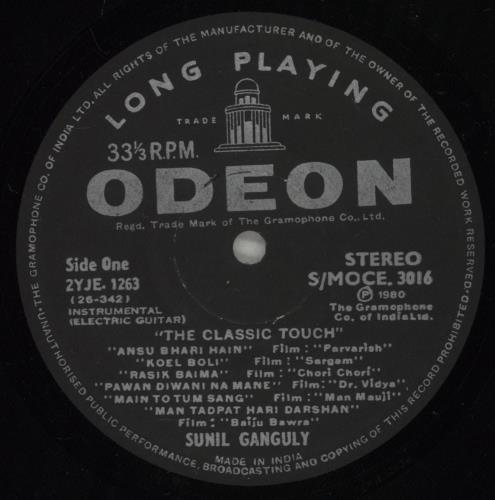 THE GRAMOPHONE CO. OF INDIA LTD. ALL RIGHTS OF THE MANUFACTURER AND OF THE OWNER OF THE RECORDED WORK RESERVED.
LONG PLAYING
TRADE MARK
33⅓ R.P.M.
ODEON
Regd. Trade Mark of The Gramophone Co., Ltd.
Side One
2YJE. 1263
(26-342)
INSTRUMENTAL
(ELECTRIC GUITAR)
STEREO
S/MOCE. 3016
Ⓟ 1980
The Gramophone
Co. of India Ltd.
"THE CLASSIC TOUCH"
"ANSU BHARI HAIN" Film: "Parvarish"
"KOEL BOLI" Film: "Sargam"
"RASIK BAIMA" Film: "Chori Chori"
"PAWAN DIWANI NA MANE" Film: "Dr. Vidya"
"MAIN TO TUM SANG" Film: "Man Mauji"
"MAN TADPAT HARI DARSHAN"
Film: "Baiju Bawra"
SUNIL GANGULY
MADE IN INDIA
UNAUTHORISED PUBLIC PERFORMANCE, BROADCASTING AND COPYING OF THIS RECORD PROHIBITED.